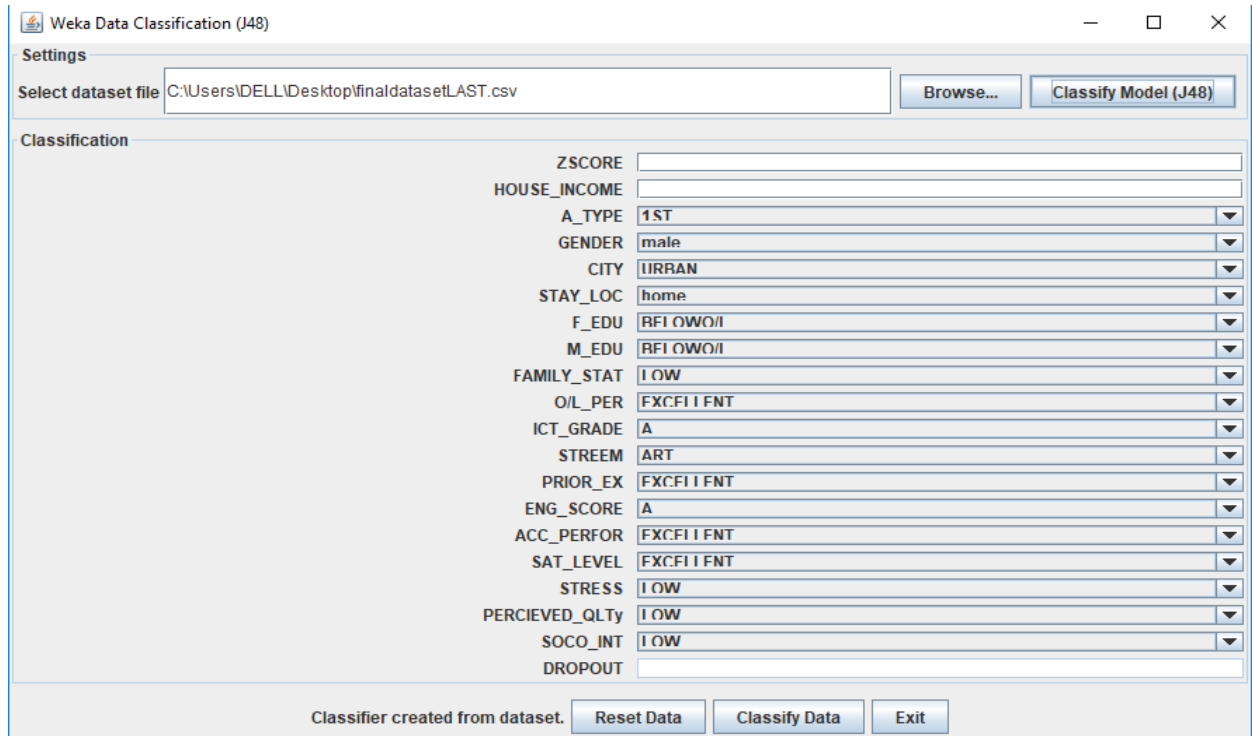 Weka Data Classification (J48)
Settings
Select dataset file C:\Users\DELL\Desktop\finaldatasetLAST.csv Browse... Classify Model (J48)
Classification
ZSCORE
HOUSE_INCOME
A_TYPE 1ST
GENDER male
CITY URBAN
STAY_LOC home
F_EDU BELOWO/L
M_EDU BELOWO/L
FAMILY_STAT LOW
O/L_PER EXCELLENT
ICT_GRADE A
STREEM ART
PRIOR_EX EXCELLENT
ENG_SCORE A
ACC_PERFOR EXCELLENT
SAT_LEVEL EXCELLENT
STRESS LOW
PERCIEVED_QLTy LOW
SOCO_INT LOW
DROPOUT
Classifier created from dataset. Reset Data Classify Data Exit